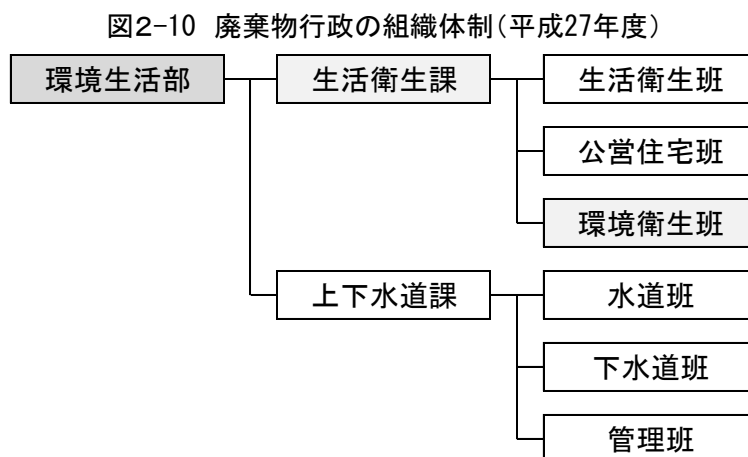 図2-10 廃棄物行政の組織体制(平成27年度)
環境生活部
生活衛生課
生活衛生班
公営住宅班
環境衛生班
上下水道課
水道班
下水道班
管理班